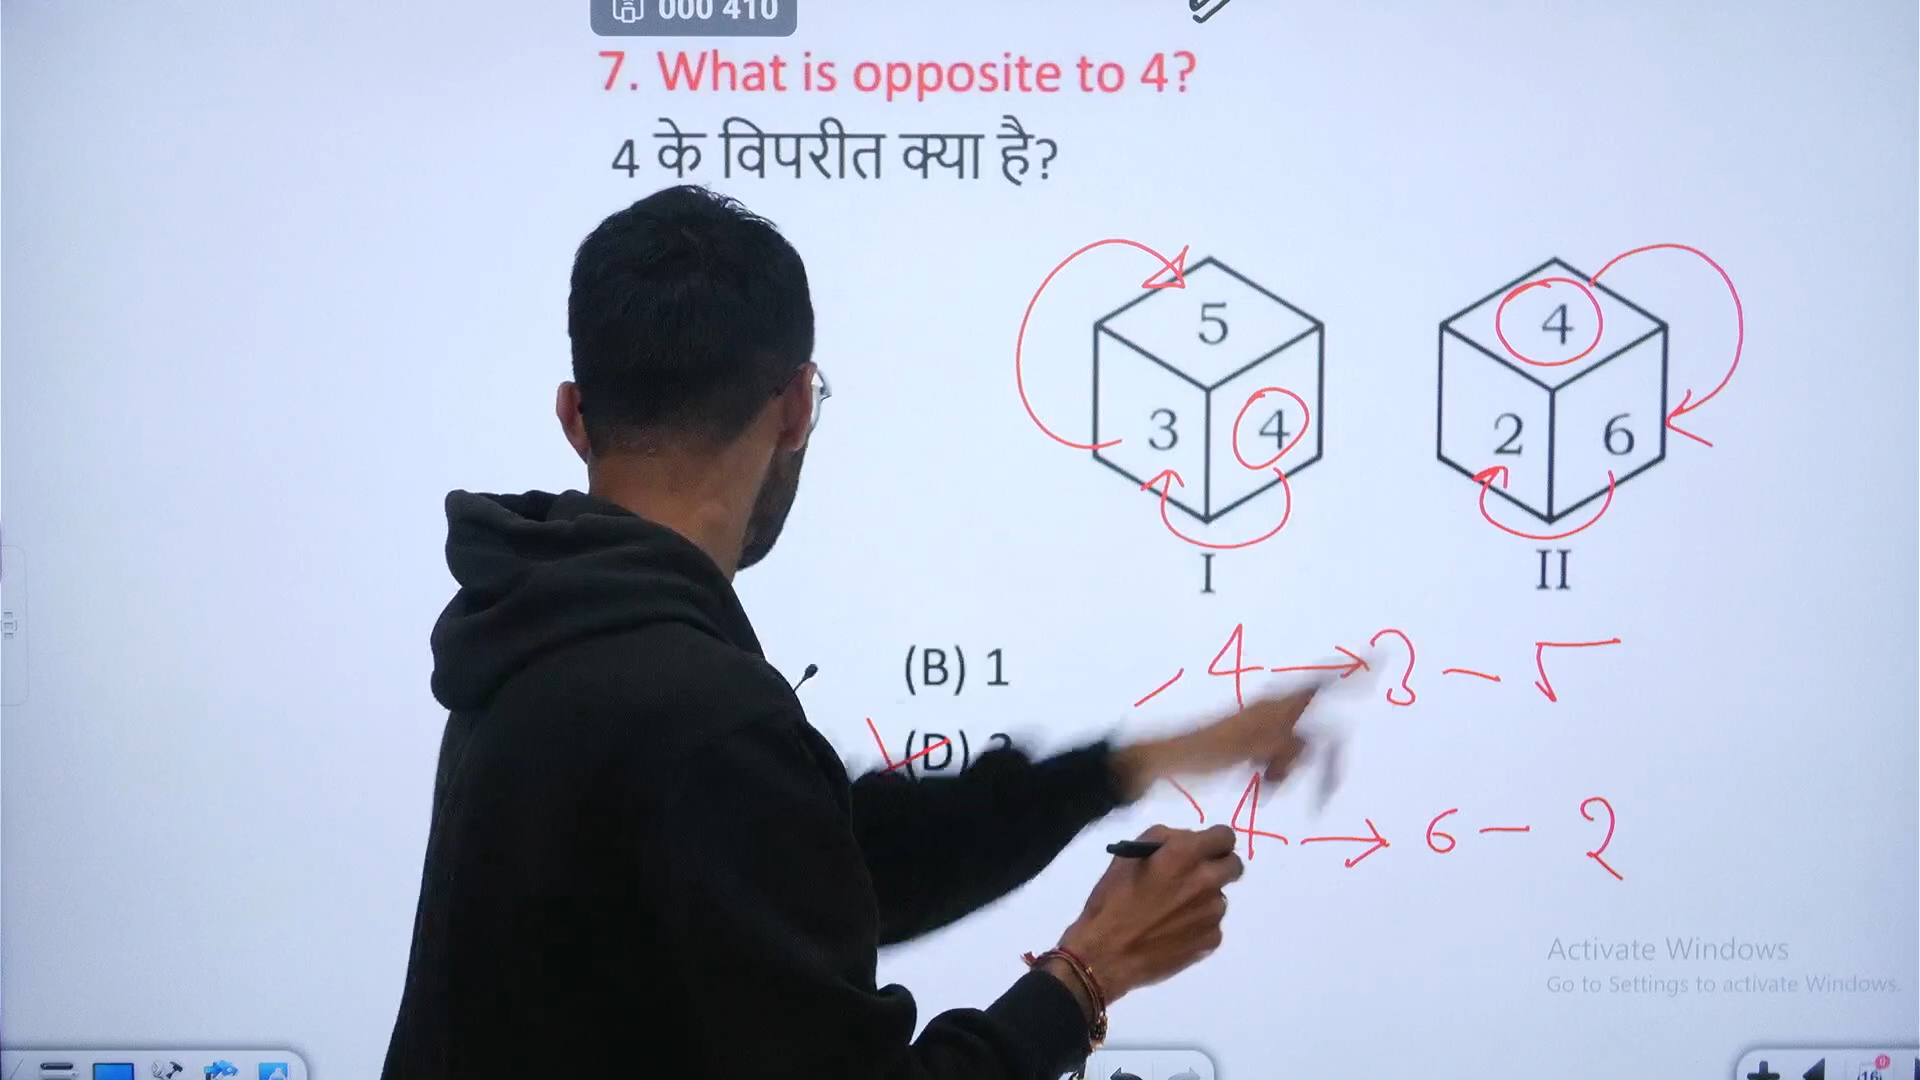 000 410
7. What is opposite to 4?
4 के विपरीत क्या है?
5
3 4
I
4
2 6
II
(B) 1
(D)
4 → 3 – 5
4 → 6 – 2
Activate Windows
Go to Settings to activate Windows.
16